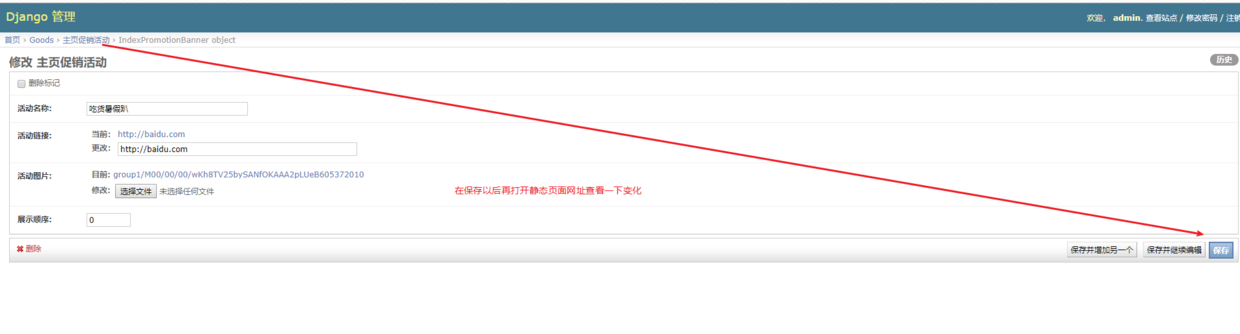 Django 管理
欢迎， admin. 查看站点 / 修改密码 / 注销
首页 › Goods › 主页促销活动 › IndexPromotionBanner object
修改 主页促销活动
历史
删除标记
活动名称: 吃货暑假趴
活动链接: 当前: http://baidu.com
更改: http://baidu.com
活动图片: 目前: group1/M00/00/00/wKh8TV25bySANfOKAAA2pLUeB605372010
修改: 选择文件 未选择任何文件
在保存以后再打开静态页面网址查看一下变化
展示顺序: 0
✖ 删除
保存并增加另一个 保存并继续编辑 保存